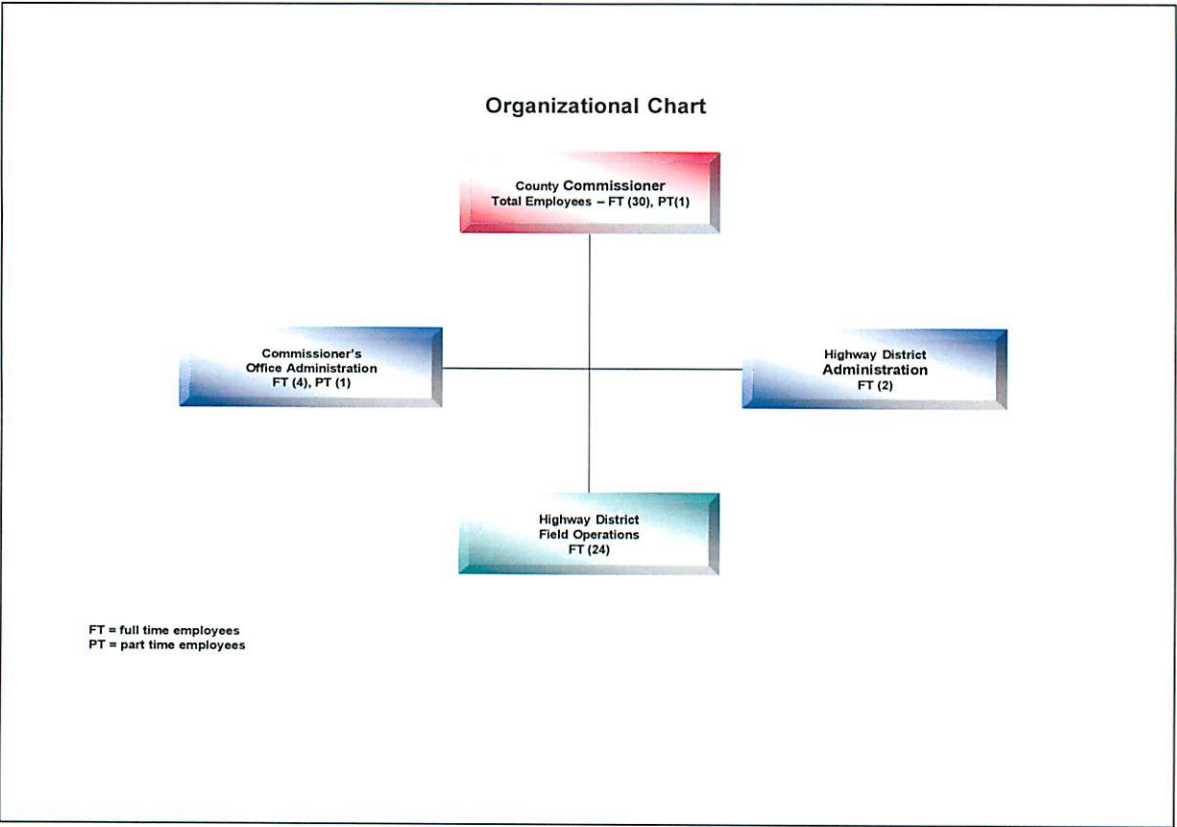 Organizational Chart
County Commissioner
Total Employees – FT (30), PT(1)
Commissioner's
Office Administration
FT (4), PT (1)
Highway District
Administration
FT (2)
Highway District
Field Operations
FT (24)
FT = full time employees
PT = part time employees